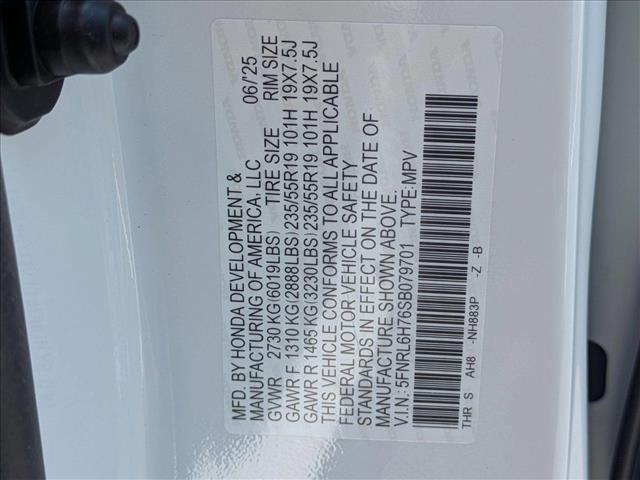 MFD. BY HONDA DEVELOPMENT &
MANUFACTURING OF AMERICA, LLC 06/'25
GVWR 2730 KG(6019LBS) TIRE SIZE RIM SIZE
GAWR F 1310 KG(2888LBS)235/55R19 101H 19X7.5J
GAWR R 1465 KG(3230LBS)235/55R19 101H 19X7.5J
THIS VEHICLE CONFORMS TO ALL APPLICABLE
FEDERAL MOTOR VEHICLE SAFETY
STANDARDS IN EFFECT ON THE DATE OF
MANUFACTURE SHOWN ABOVE.
V.I.N.: 5FNRL6H76SB079701 TYPE:MPV
THR S AH8 -NH883P -Z -B